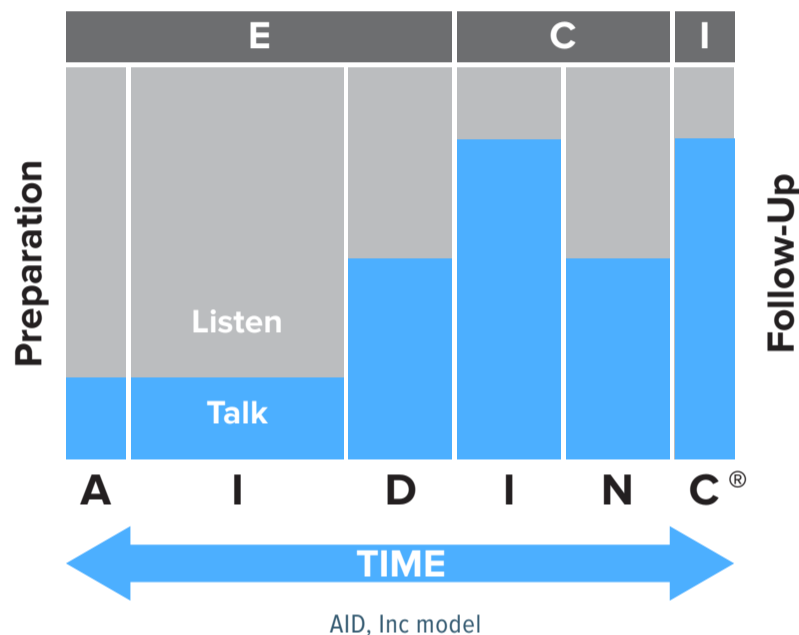 E C I
Preparation
Listen
Talk
Follow-Up
A I D I N C®
TIME
AID, Inc model